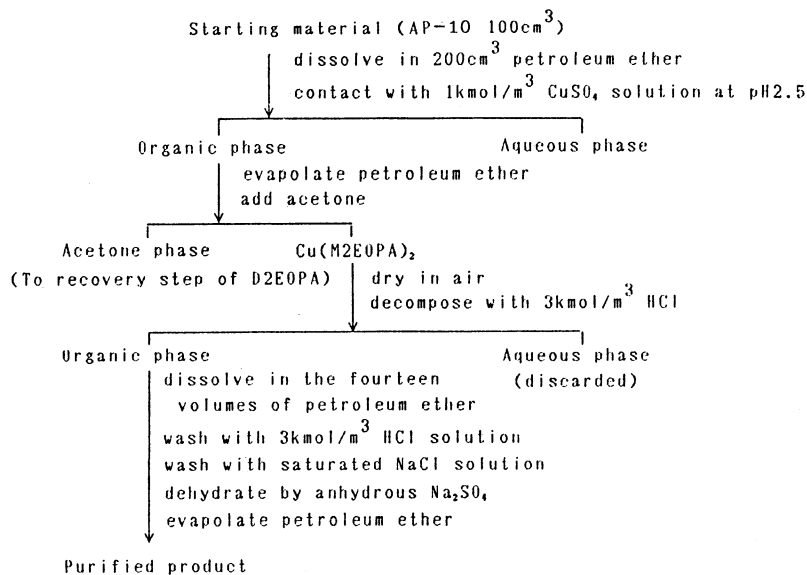 Starting material (AP-10 100cm³)
dissolve in 200cm³ petroleum ether
contact with 1kmol/m³ CuSO₄ solution at pH2.5
Organic phase
Aqueous phase
evapolate petroleum ether
add acetone
Acetone phase
Cu(M2EOPA)₂
(To recovery step of D2EOPA)
dry in air
decompose with 3kmol/m³ HCl
Organic phase
Aqueous phase
(discarded)
dissolve in the fourteen
volumes of petroleum ether
wash with 3kmol/m³ HCl solution
wash with saturated NaCl solution
dehydrate by anhydrous Na₂SO₄
evapolate petroleum ether
Purified product